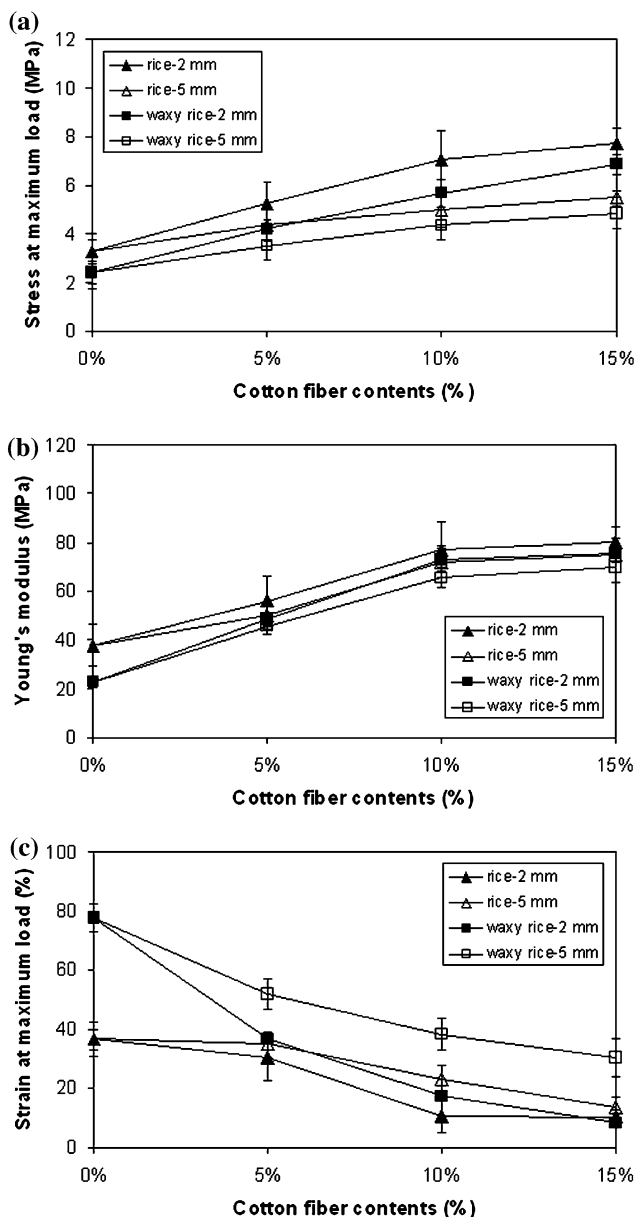 (a)
Stress at maximum load (MPa)
12
10
8
6
4
2
0
rice-2 mm
rice-5 mm
waxy rice-2 mm
waxy rice-5 mm
0% 5% 10% 15%
Cotton fiber contents (%)
(b)
Young's modulus (MPa)
120
100
80
60
40
20
0
rice-2 mm
rice-5 mm
waxy rice-2 mm
waxy rice-5 mm
0% 5% 10% 15%
Cotton fiber contents (%)
(c)
Strain at maximum load (%)
100
80
60
40
20
0
rice-2 mm
rice-5 mm
waxy rice-2 mm
waxy rice-5 mm
0% 5% 10% 15%
Cotton fiber contents (%)